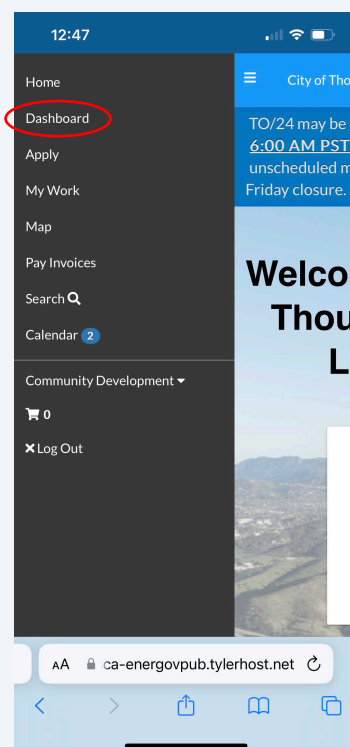 12:47
Home
Dashboard
Apply
My Work
Map
Pay Invoices
Search
Calendar 2
Community Development
0
Log Out
City of Tho
TO/24 may be
6:00 AM PST
unscheduled m
Friday closure.
Welco
Thou
L
AA ca-energovpub.tylerhost.net